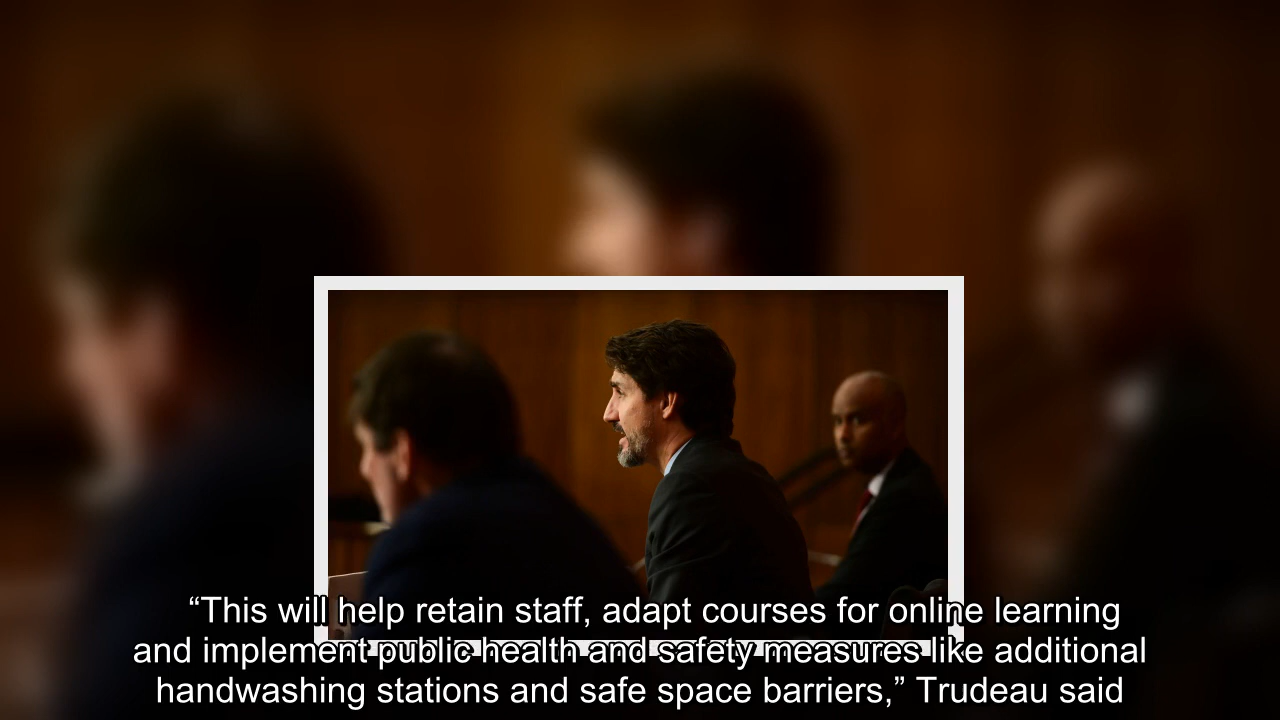 “This will help retain staff, adapt courses for online learning
and implement public health and safety measures like additional
handwashing stations and safe space barriers,” Trudeau said